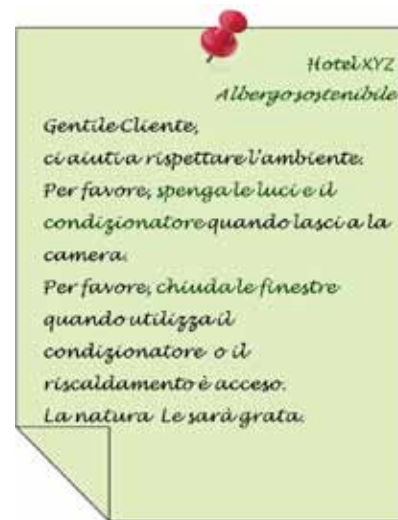 Hotel XYZ
Albergo sostenibile
Gentile Cliente,
ci aiuti a rispettare l'ambiente.
Per favore, spenga le luci e il
condizionatore quando lascia la
camera.
Per favore, chiuda le finestre
quando utilizza il
condizionatore o il
riscaldamento è acceso.
La natura Le sarà grata.